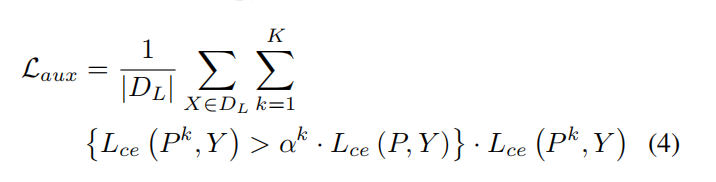 K
ℒ_aux = 1/|D_L| ∑_{X∈D_L} ∑_{k=1}
{L_ce (P^k, Y) > α^k · L_ce (P, Y)} · L_ce (P^k, Y) (4)